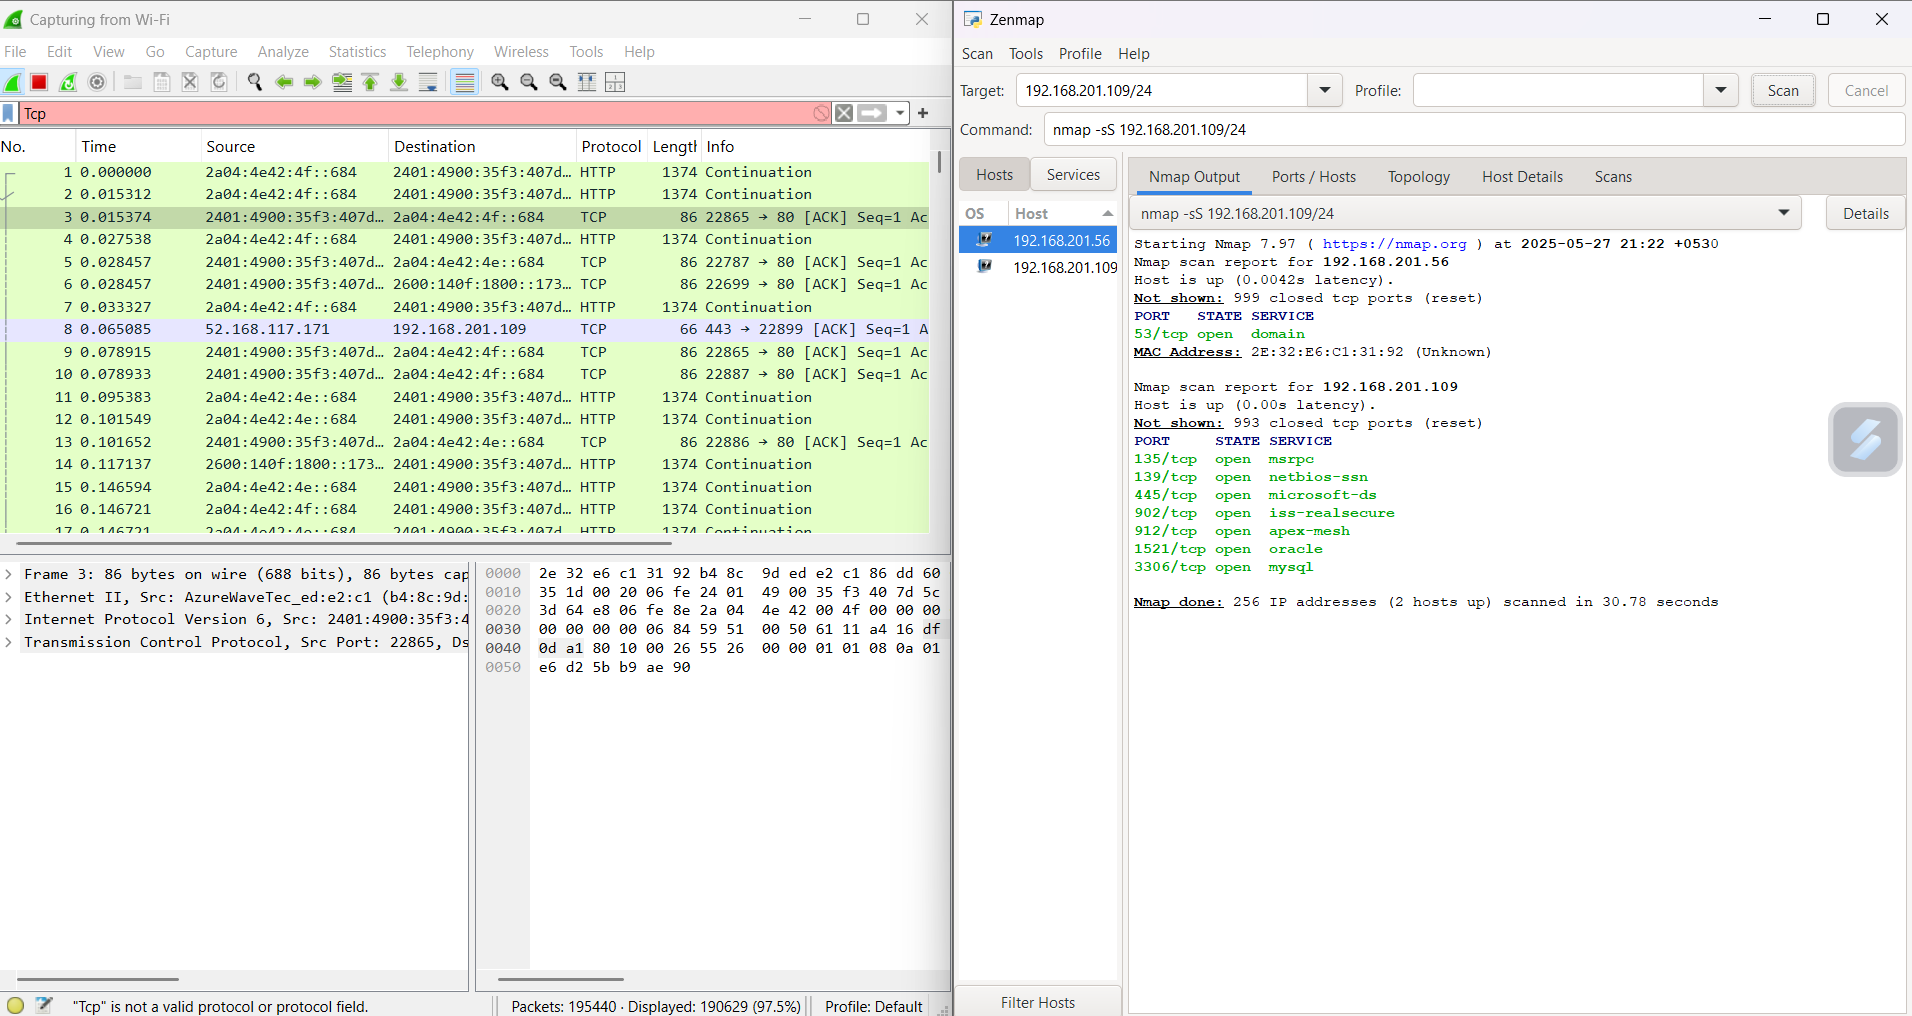 Capturing from Wi-Fi
File Edit View Go Capture Analyze Statistics Telephony Wireless Tools Help
Tcp
No. Time Source Destination Protocol Length Info
1 0.000000 2a04:4e42:4f::684 2401:4900:35f3:407d… HTTP 1374 Continuation
2 0.015312 2a04:4e42:4f::684 2401:4900:35f3:407d… HTTP 1374 Continuation
3 0.015374 2401:4900:35f3:407d… 2a04:4e42:4f::684 TCP 86 22865 → 80 [ACK] Seq=1 Ac
4 0.027538 2a04:4e42:4f::684 2401:4900:35f3:407d… HTTP 1374 Continuation
5 0.028457 2401:4900:35f3:407d… 2a04:4e42:4e::684 TCP 86 22787 → 80 [ACK] Seq=1 Ac
6 0.028457 2401:4900:35f3:407d… 2600:140f:1800::173… TCP 86 22699 → 80 [ACK] Seq=1 Ac
7 0.033327 2a04:4e42:4f::684 2401:4900:35f3:407d… HTTP 1374 Continuation
8 0.065085 52.168.117.171 192.168.201.109 TCP 66 443 → 22899 [ACK] Seq=1 A
9 0.078915 2401:4900:35f3:407d… 2a04:4e42:4f::684 TCP 86 22865 → 80 [ACK] Seq=1 Ac
10 0.078933 2401:4900:35f3:407d… 2a04:4e42:4f::684 TCP 86 22887 → 80 [ACK] Seq=1 Ac
11 0.095383 2a04:4e42:4e::684 2401:4900:35f3:407d… HTTP 1374 Continuation
12 0.101549 2a04:4e42:4e::684 2401:4900:35f3:407d… HTTP 1374 Continuation
13 0.101652 2401:4900:35f3:407d… 2a04:4e42:4e::684 TCP 86 22886 → 80 [ACK] Seq=1 Ac
14 0.117137 2600:140f:1800::173… 2401:4900:35f3:407d… HTTP 1374 Continuation
15 0.146594 2a04:4e42:4e::684 2401:4900:35f3:407d… HTTP 1374 Continuation
16 0.146721 2a04:4e42:4f::684 2401:4900:35f3:407d… HTTP 1374 Continuation
17 0.146721 2a04:4e42:4e::684 2401:4900:35f3:407d HTTP 1374 Continuation
Frame 3: 86 bytes on wire (688 bits), 86 bytes cap
Ethernet II, Src: AzureWaveTec_ed:e2:c1 (b4:8c:9d:
Internet Protocol Version 6, Src: 2401:4900:35f3:4
Transmission Control Protocol, Src Port: 22865, Ds
0000 2e 32 e6 c1 31 92 b4 8c 9d ed e2 c1 86 dd 60
0010 35 1d 00 20 06 fe 24 01 49 00 35 f3 40 7d 5c
0020 3d 64 e8 06 fe 8e 2a 04 4e 42 00 4f 00 00 00
0030 00 00 00 00 06 84 59 51 00 50 61 11 a4 16 df
0040 0d a1 80 10 00 26 55 26 00 00 01 01 08 0a 01
0050 e6 d2 5b b9 ae 90
"Tcp" is not a valid protocol or protocol field.
Packets: 195440 · Displayed: 190629 (97.5%)
Profile: Default
Zenmap
Scan Tools Profile Help
Target: 192.168.201.109/24 Profile: Scan Cancel
Command: nmap -sS 192.168.201.109/24
Hosts Services
OS Host
192.168.201.56
192.168.201.109
Filter Hosts
Nmap Output Ports / Hosts Topology Host Details Scans
nmap -sS 192.168.201.109/24 Details
Starting Nmap 7.97 ( https://nmap.org ) at 2025-05-27 21:22 +0530
Nmap scan report for 192.168.201.56
Host is up (0.0042s latency).
Not shown: 999 closed tcp ports (reset)
PORT STATE SERVICE
53/tcp open domain
MAC Address: 2E:32:E6:C1:31:92 (Unknown)
Nmap scan report for 192.168.201.109
Host is up (0.00s latency).
Not shown: 993 closed tcp ports (reset)
PORT STATE SERVICE
135/tcp open msrpc
139/tcp open netbios-ssn
445/tcp open microsoft-ds
902/tcp open iss-realsecure
912/tcp open apex-mesh
1521/tcp open oracle
3306/tcp open mysql
Nmap done: 256 IP addresses (2 hosts up) scanned in 30.78 seconds